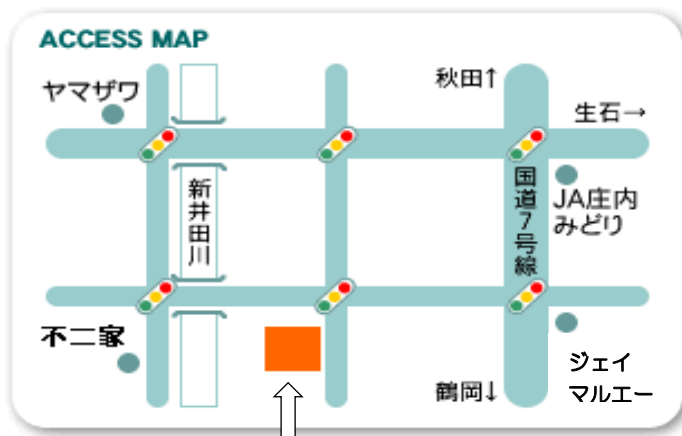 ACCESS MAP
ヤマザワ
秋田↑
生石→
新井田川
国道7号線
JA庄内
みどり
不二家
ジェイ
マルエー
鶴岡↓